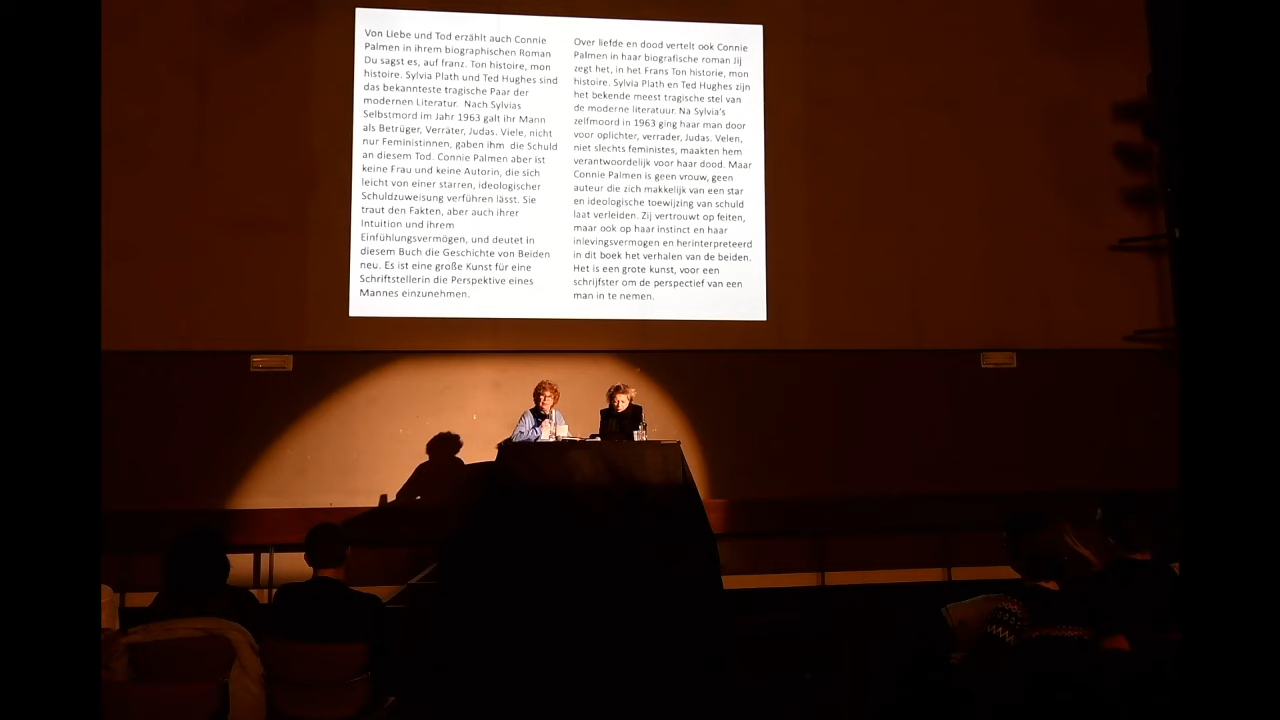 Von Liebe und Tod erzählt auch Connie
Palmen in ihrem biographischen Roman
Du sagst es, auf franz. Ton histoire, mon
histoire. Sylvia Plath und Ted Hughes sind
das bekannteste tragische Paar der
modernen Literatur. Nach Sylvias
Selbstmord im Jahr 1963 galt ihr Mann
als Betrüger, Verräter, Judas. Viele, nicht
nur Feministinnen, gaben ihm die Schuld
an diesem Tod. Connie Palmen aber ist
keine Frau und keine Autorin, die sich
leicht von einer starren, ideologischer
Schuldzuweisung verführen lässt. Sie
traut den Fakten, aber auch ihrer
Intuition und ihrem
Einfühlungsvermögen, und deutet in
diesem Buch die Geschichte von Beiden
neu. Es ist eine große Kunst für eine
Schriftstellerin die Perspektive eines
Mannes einzunehmen.
Over liefde en dood vertelt ook Connie
Palmen in haar biografische roman Jij
zegt het, in het Frans Ton historie, mon
histoire. Sylvia Plath en Ted Hughes zijn
het bekende meest tragische stel van
de moderne literatuur. Na Sylvia's
zelfmoord in 1963 ging haar man door
voor oplichter, verrader, Judas. Velen,
niet slechts feministes, maakten hem
verantwoordelijk voor haar dood. Maar
Connie Palmen is geen vrouw, geen
auteur die zich makkelijk van een star
en ideologische toewijzing van schuld
laat verleiden. Zij vertrouwt op feiten,
maar ook op haar instinct en haar
inlevingsvermogen en herinterpreteerd
in dit boek het verhalen van de beiden.
Het is een grote kunst, voor een
schrijfster om de perspectief van een
man in te nemen.